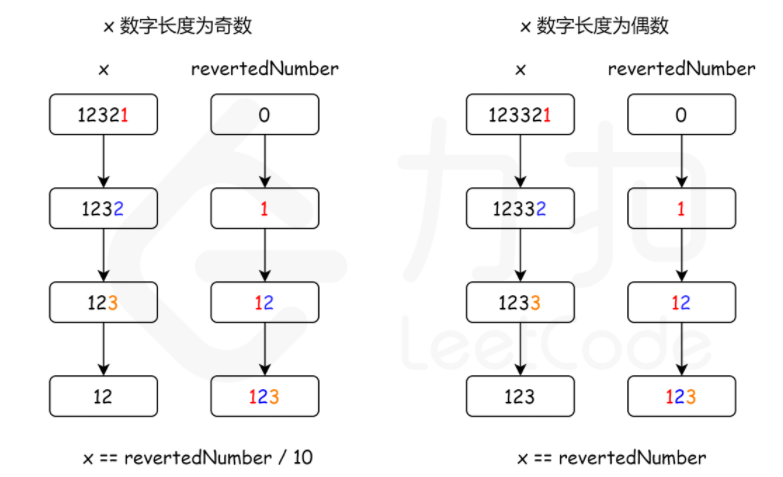 x 数字长度为奇数
x revertedNumber
12321 0
1232 1
123 12
12 123
x == revertedNumber / 10
x 数字长度为偶数
x revertedNumber
123321 0
12332 1
1233 12
123 123
x == revertedNumber
力扣
LeetCode